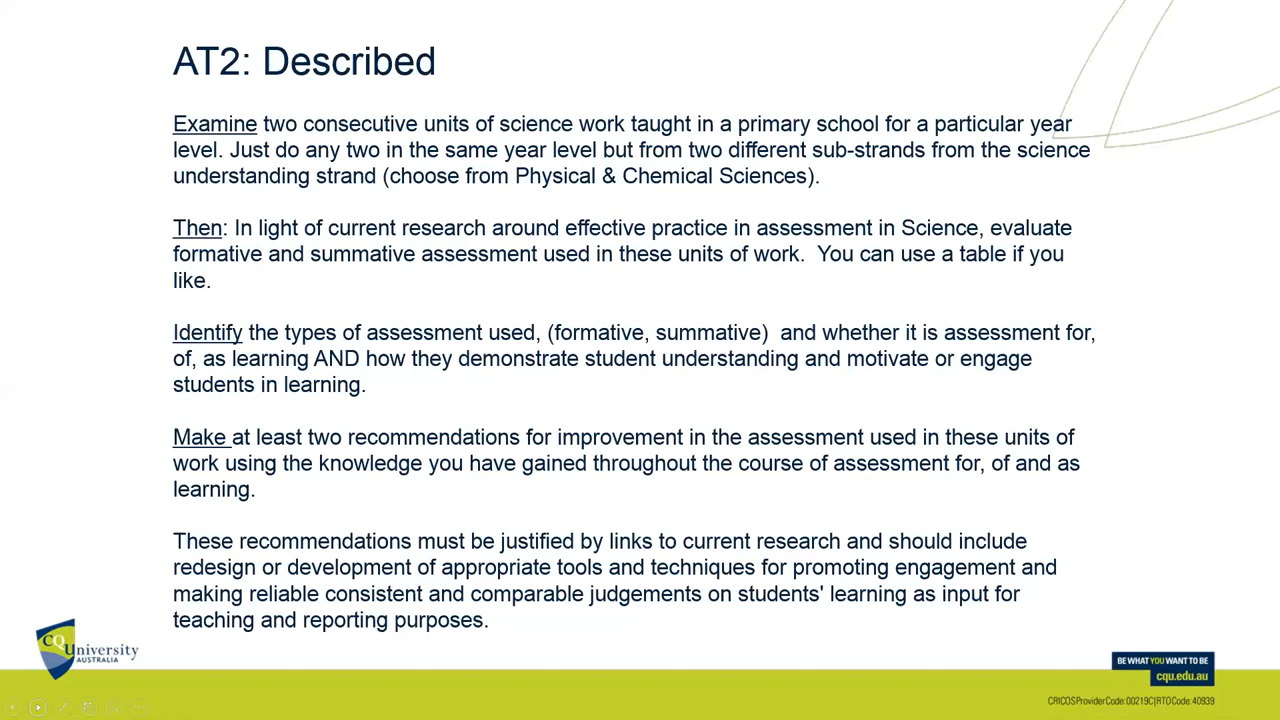 AT2: Described
Examine two consecutive units of science work taught in a primary school for a particular year
level. Just do any two in the same year level but from two different sub-strands from the science
understanding strand (choose from Physical & Chemical Sciences).
Then: In light of current research around effective practice in assessment in Science, evaluate
formative and summative assessment used in these units of work.  You can use a table if you
like.
Identify the types of assessment used, (formative, summative)  and whether it is assessment for,
of, as learning AND how they demonstrate student understanding and motivate or engage
students in learning.
Make at least two recommendations for improvement in the assessment used in these units of
work using the knowledge you have gained throughout the course of assessment for, of and as
learning.
These recommendations must be justified by links to current research and should include
redesign or development of appropriate tools and techniques for promoting engagement and
making reliable consistent and comparable judgements on students' learning as input for
teaching and reporting purposes.
CQUniversity
AUSTRALIA
BE WHAT YOU WANT TO BE
cqu.edu.au
CRICOSProviderCode:00219C|RTOCode:40939